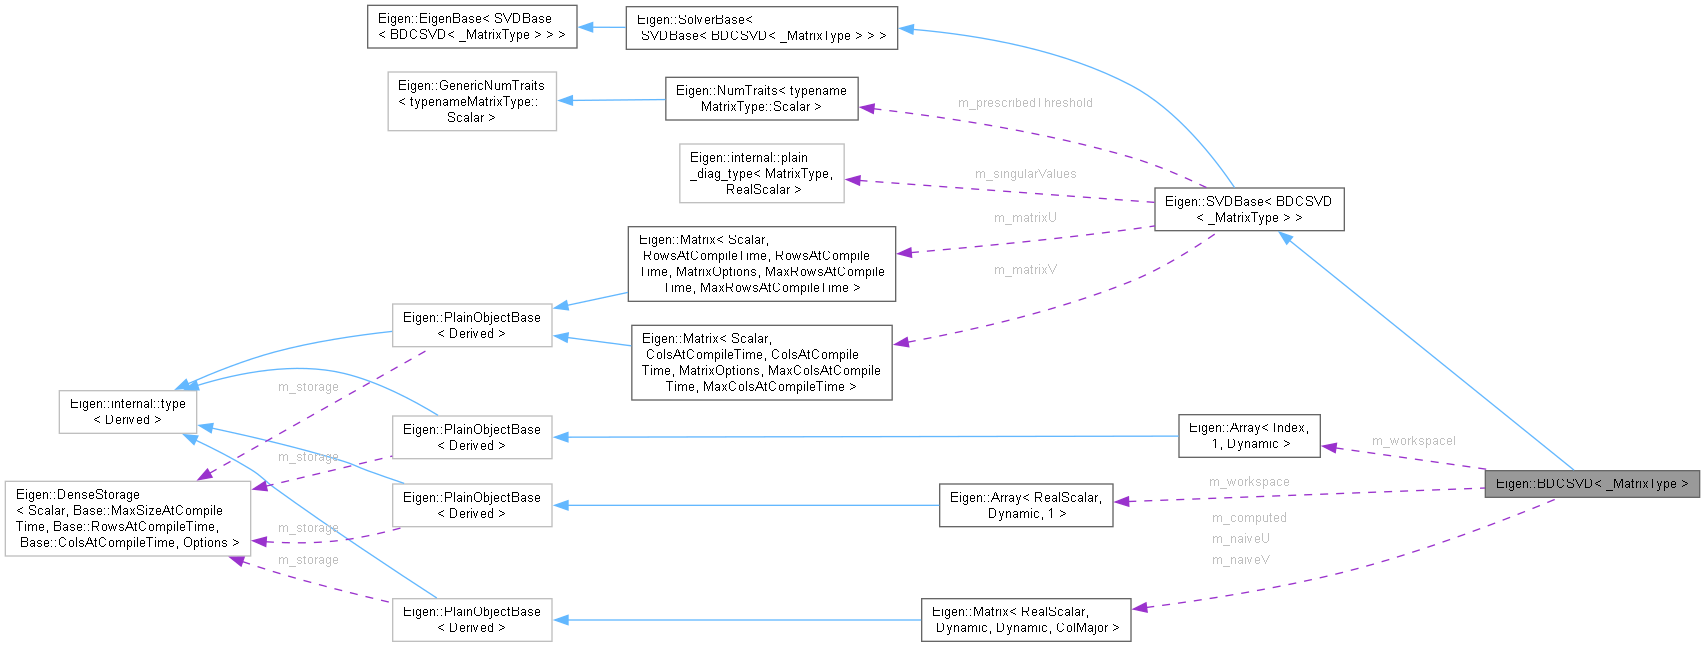 Eigen::EigenBase< SVDBase
< BDCSVD< _MatrixType > > >
Eigen::SolverBase<
SVDBase< BDCSVD< _MatrixType > > >
Eigen::GenericNumTraits
< typenameMatrixType::
Scalar >
Eigen::NumTraits< typename
MatrixType::Scalar >
m_prescribedThreshold
Eigen::internal::plain
_diag_type< MatrixType,
RealScalar >
m_singularValues
Eigen::SVDBase< BDCSVD
< _MatrixType > >
m_matrixU
Eigen::Matrix< Scalar,
RowsAtCompileTime, RowsAtCompile
Time, MatrixOptions, MaxRowsAtCompile
Time, MaxRowsAtCompileTime >
m_matrixV
Eigen::PlainObjectBase
< Derived >
Eigen::Matrix< Scalar,
ColsAtCompileTime, ColsAtCompile
Time, MatrixOptions, MaxColsAtCompile
Time, MaxColsAtCompileTime >
m_storage
Eigen::internal::type
< Derived >
Eigen::PlainObjectBase
< Derived >
Eigen::Array< Index,
1, Dynamic >
m_workspaceI
m_storage
Eigen::BDCSVD< _MatrixType >
m_workspace
Eigen::DenseStorage
< Scalar, Base::MaxSizeAtCompile
Time, Base::RowsAtCompileTime,
Base::ColsAtCompileTime, Options >
Eigen::PlainObjectBase
< Derived >
Eigen::Array< RealScalar,
Dynamic, 1 >
m_storage
m_computed
m_naiveU
m_naiveV
m_storage
Eigen::PlainObjectBase
< Derived >
Eigen::Matrix< RealScalar,
Dynamic, Dynamic, ColMajor >